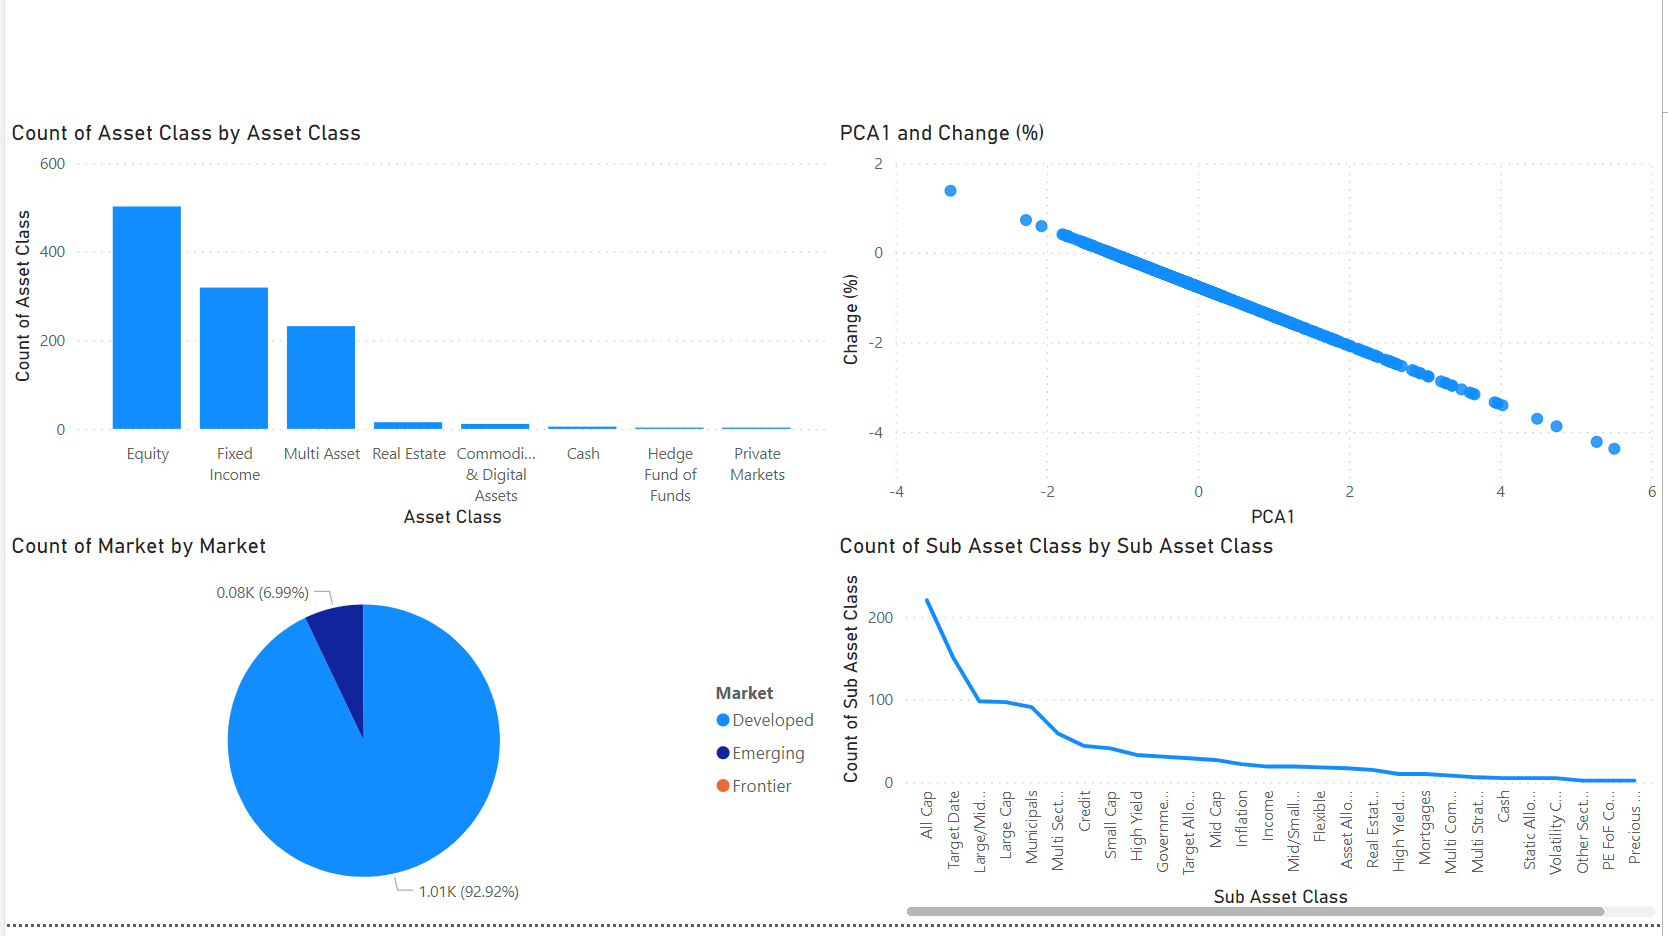 Count of Asset Class by Asset Class
Count of Asset Class
600
400
200
0
Equity
Fixed
Income
Multi Asset
Real Estate
Commodi...
& Digital
Assets
Cash
Hedge
Fund of
Funds
Private
Markets
Asset Class
PCA1 and Change (%)
Change (%)
2
0
-2
-4
-4
-2
0
2
4
6
PCA1
Count of Market by Market
0.08K (6.99%)
1.01K (92.92%)
Market
Developed
Emerging
Frontier
Count of Sub Asset Class by Sub Asset Class
Count of Sub Asset Class
200
100
0
All Cap
Target Date
Large/Mid...
Large Cap
Municipals
Multi Sect...
Credit
Small Cap
High Yield
Governme...
Target Allo...
Mid Cap
Inflation
Income
Mid/Small...
Flexible
Asset Allo...
Real Estat...
High Yield...
Mortgages
Multi Com...
Multi Strat...
Cash
Static Allo...
Volatility C...
Other Sect...
PE FoF Co...
Precious ...
Sub Asset Class